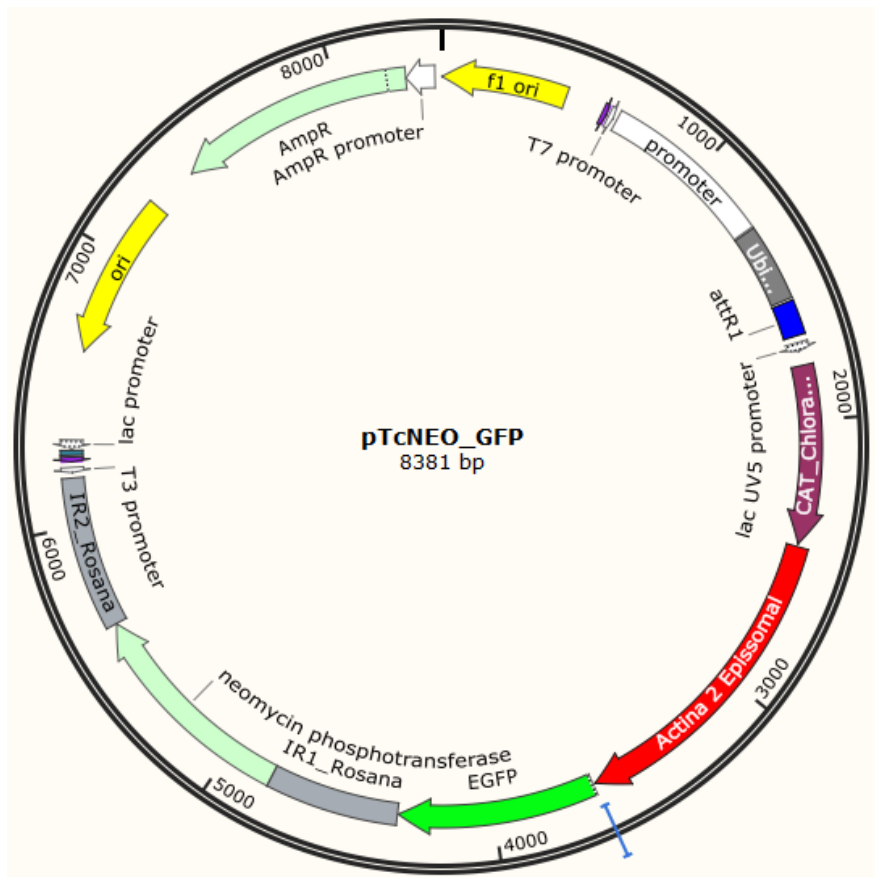 pTcNEO_GFP
8381 bp
f1 ori
T7 promoter
1000
promoter
Ubi...
attR1
lac UV5 promoter
2000
CAT_Chlora...
Actina 2 Epissomal
3000
4000
EGFP
IR1_Rosana
neomycin phosphotransferase
5000
IR2_Rosana
6000
T3 promoter
lac promoter
ori
7000
AmpR
AmpR promoter
8000